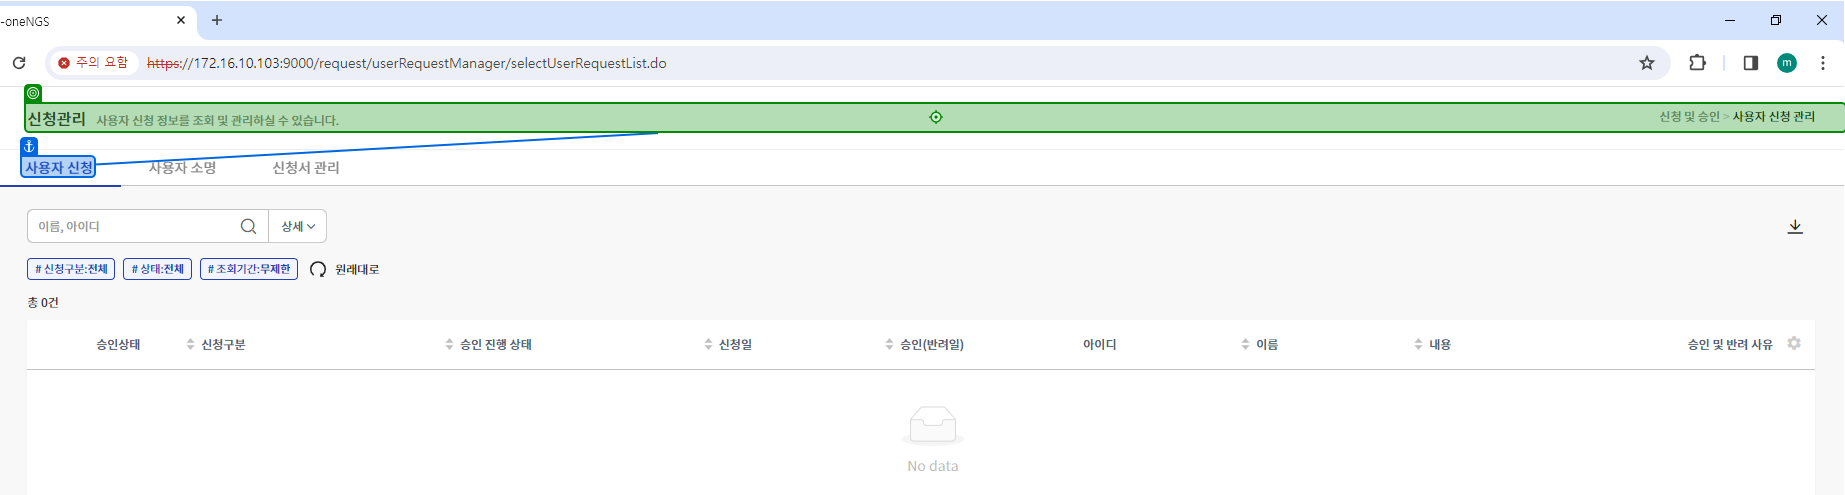 -oneNGS
주의 요함 https://172.16.10.103:9000/request/userRequestManager/selectUserRequestList.do
m
신청관리 사용자 신청 정보를 조회 및 관리하실 수 있습니다.
신청 및 승인 > 사용자 신청 관리
사용자 신청 사용자 소명 신청서 관리
이름, 아이디 상세
# 신청구분:전체 # 상태:전체 # 조회기간:무제한 원래대로
총 0건
승인상태 신청구분 승인 진행 상태 신청일 승인(반려일) 아이디 이름 내용 승인 및 반려 사유
No data